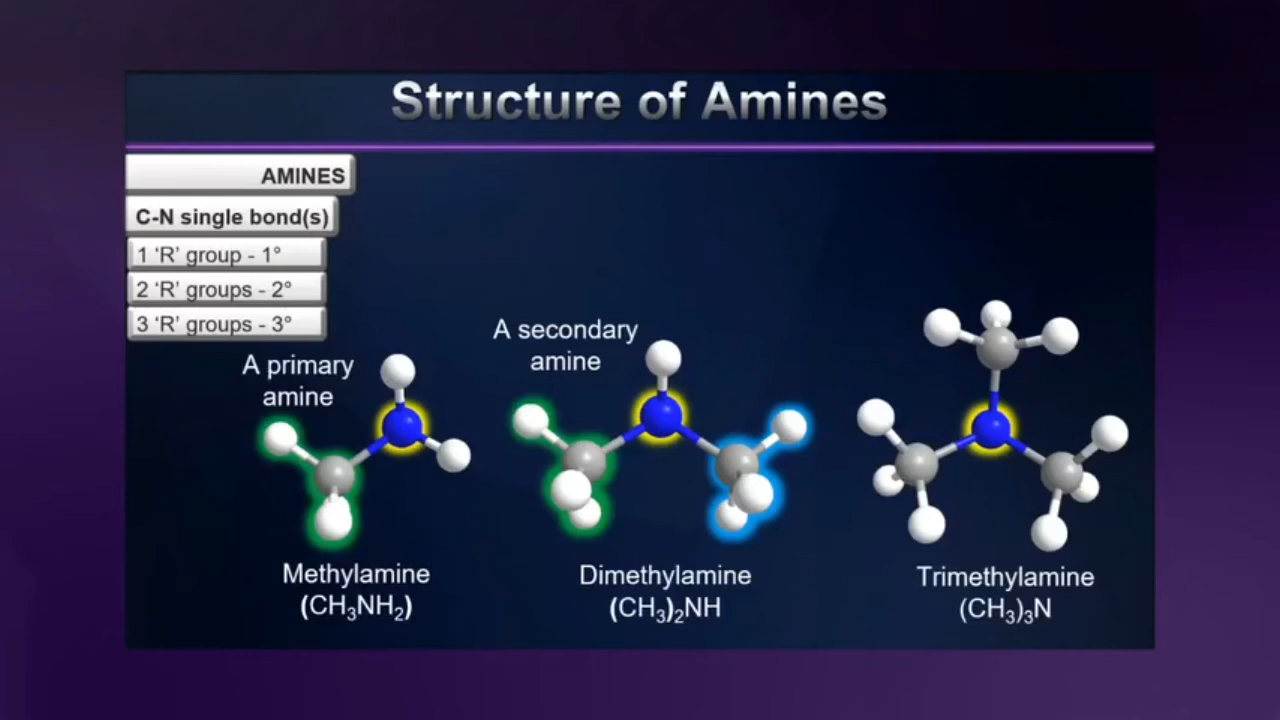 Structure of Amines
AMINES
C-N single bond(s)
1 ‘R’ group - 1°
2 ‘R’ groups - 2°
3 ‘R’ groups - 3°
A primary
amine
A secondary
amine
Methylamine
(CH₃NH₂)
Dimethylamine
(CH₃)₂NH
Trimethylamine
(CH₃)₃N